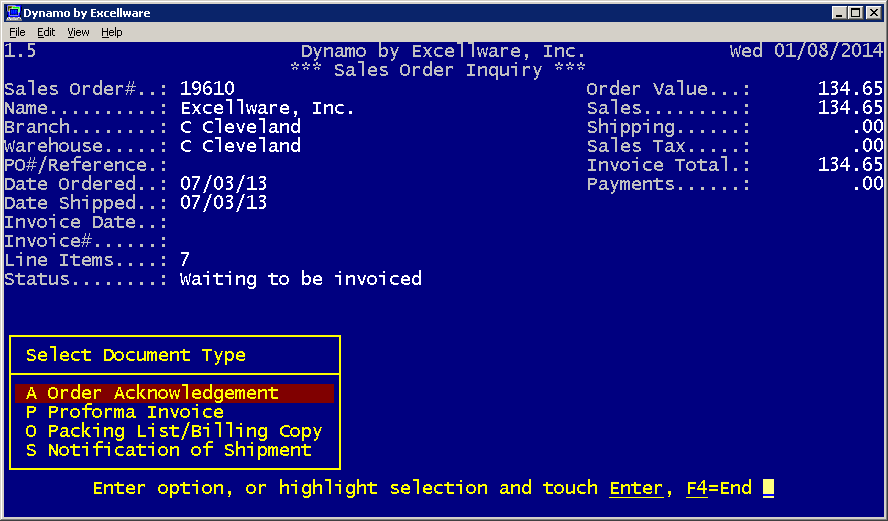 Dynamo by Excellware
File Edit View Help
1.5 Dynamo by Excellware, Inc. Wed 01/08/2014
*** Sales Order Inquiry ***
Sales Order#..: 19610 Order Value...: 134.65
Name..........: Excellware, Inc. Sales.........: 134.65
Branch........: C Cleveland Shipping......: .00
Warehouse.....: C Cleveland Sales Tax.....: .00
PO#/Reference.: Invoice Total.: 134.65
Date Ordered..: 07/03/13 Payments......: .00
Date Shipped..: 07/03/13
Invoice Date..:
Invoice#......:
Line Items....: 7
Status........: Waiting to be invoiced
Select Document Type
A Order Acknowledgement
P Proforma Invoice
O Packing List/Billing Copy
S Notification of Shipment
Enter option, or highlight selection and touch Enter, F4=End